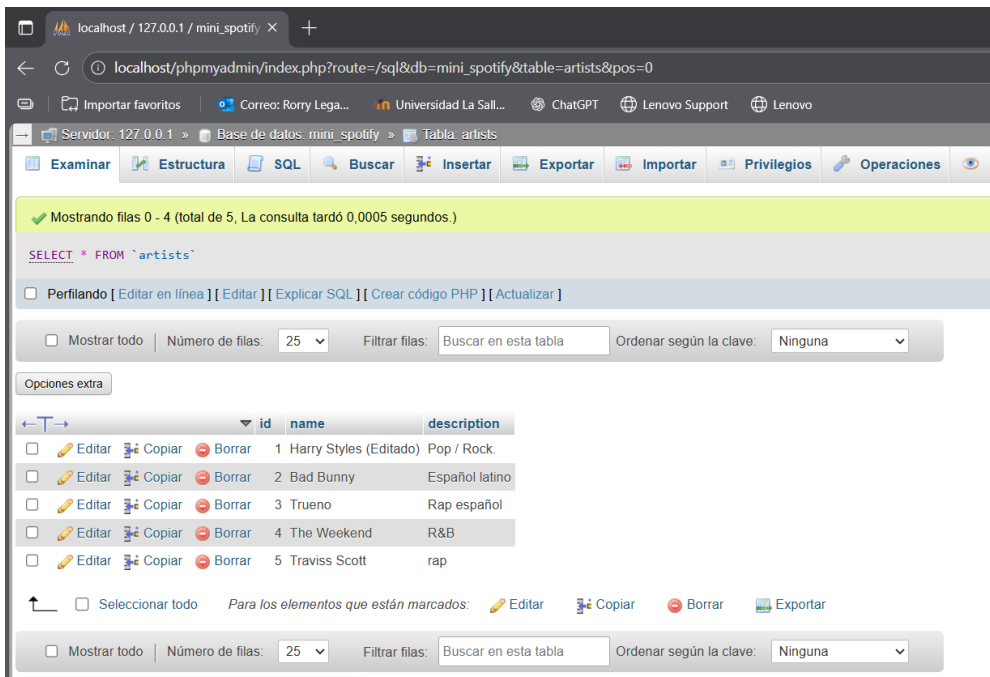 localhost / 127.0.0.1 / mini_spotify
localhost/phpmyadmin/index.php?route=/sql&db=mini_spotify&table=artists&pos=0
Importar favoritos Correo: Rorry Lega... Universidad La Sall... ChatGPT Lenovo Support Lenovo
Servidor: 127.0.0.1 » Base de datos: mini_spotify » Tabla: artists
Examinar Estructura SQL Buscar Insertar Exportar Importar Privilegios Operaciones
Mostrando filas 0 - 4 (total de 5, La consulta tardó 0,0005 segundos.)
SELECT * FROM `artists`
Perfilando [ Editar en línea ] [ Editar ] [ Explicar SQL ] [ Crear código PHP ] [ Actualizar ]
Mostrar todo | Número de filas: 25 Filtrar filas: Buscar en esta tabla Ordenar según la clave: Ninguna
Opciones extra
←T→ id name description
Editar Copiar Borrar 1 Harry Styles (Editado) Pop / Rock.
Editar Copiar Borrar 2 Bad Bunny Español latino
Editar Copiar Borrar 3 Trueno Rap español
Editar Copiar Borrar 4 The Weekend R&B
Editar Copiar Borrar 5 Traviss Scott rap
Seleccionar todo Para los elementos que están marcados: Editar Copiar Borrar Exportar
Mostrar todo | Número de filas: 25 Filtrar filas: Buscar en esta tabla Ordenar según la clave: Ninguna